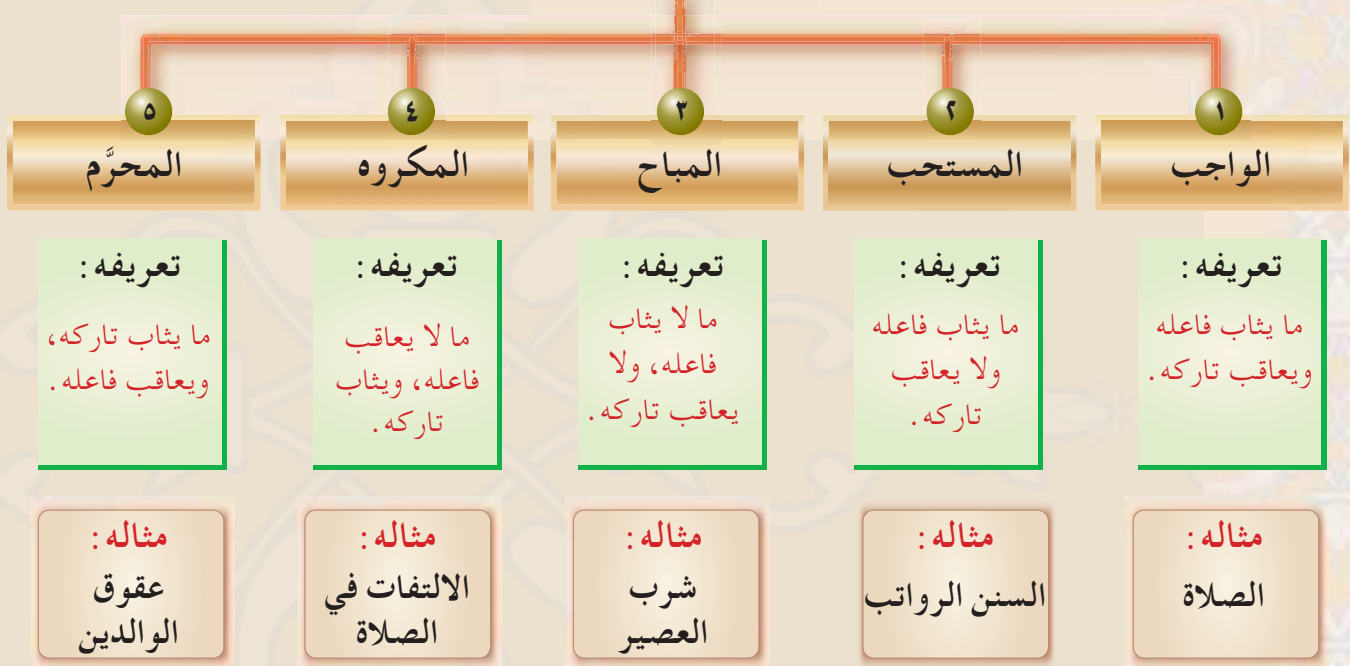 ١
الواجب
تعريفه:
ما يثاب فاعله
ويعاقب تاركه.
مثاله:
الصلاة
٢
المستحب
تعريفه:
ما يثاب فاعله
ولا يعاقب
تاركه.
مثاله:
السنن الرواتب
٣
المباح
تعريفه:
ما لا يثاب
فاعله، ولا
يعاقب تاركه.
مثاله:
شرب
العصير
٤
المكروه
تعريفه:
ما لا يعاقب
فاعله، ويثاب
تاركه.
مثاله:
الالتفات في
الصلاة
٥
المحرَّم
تعريفه:
ما يثاب تاركه،
ويعاقب فاعله.
مثاله:
عقوق
الوالدين